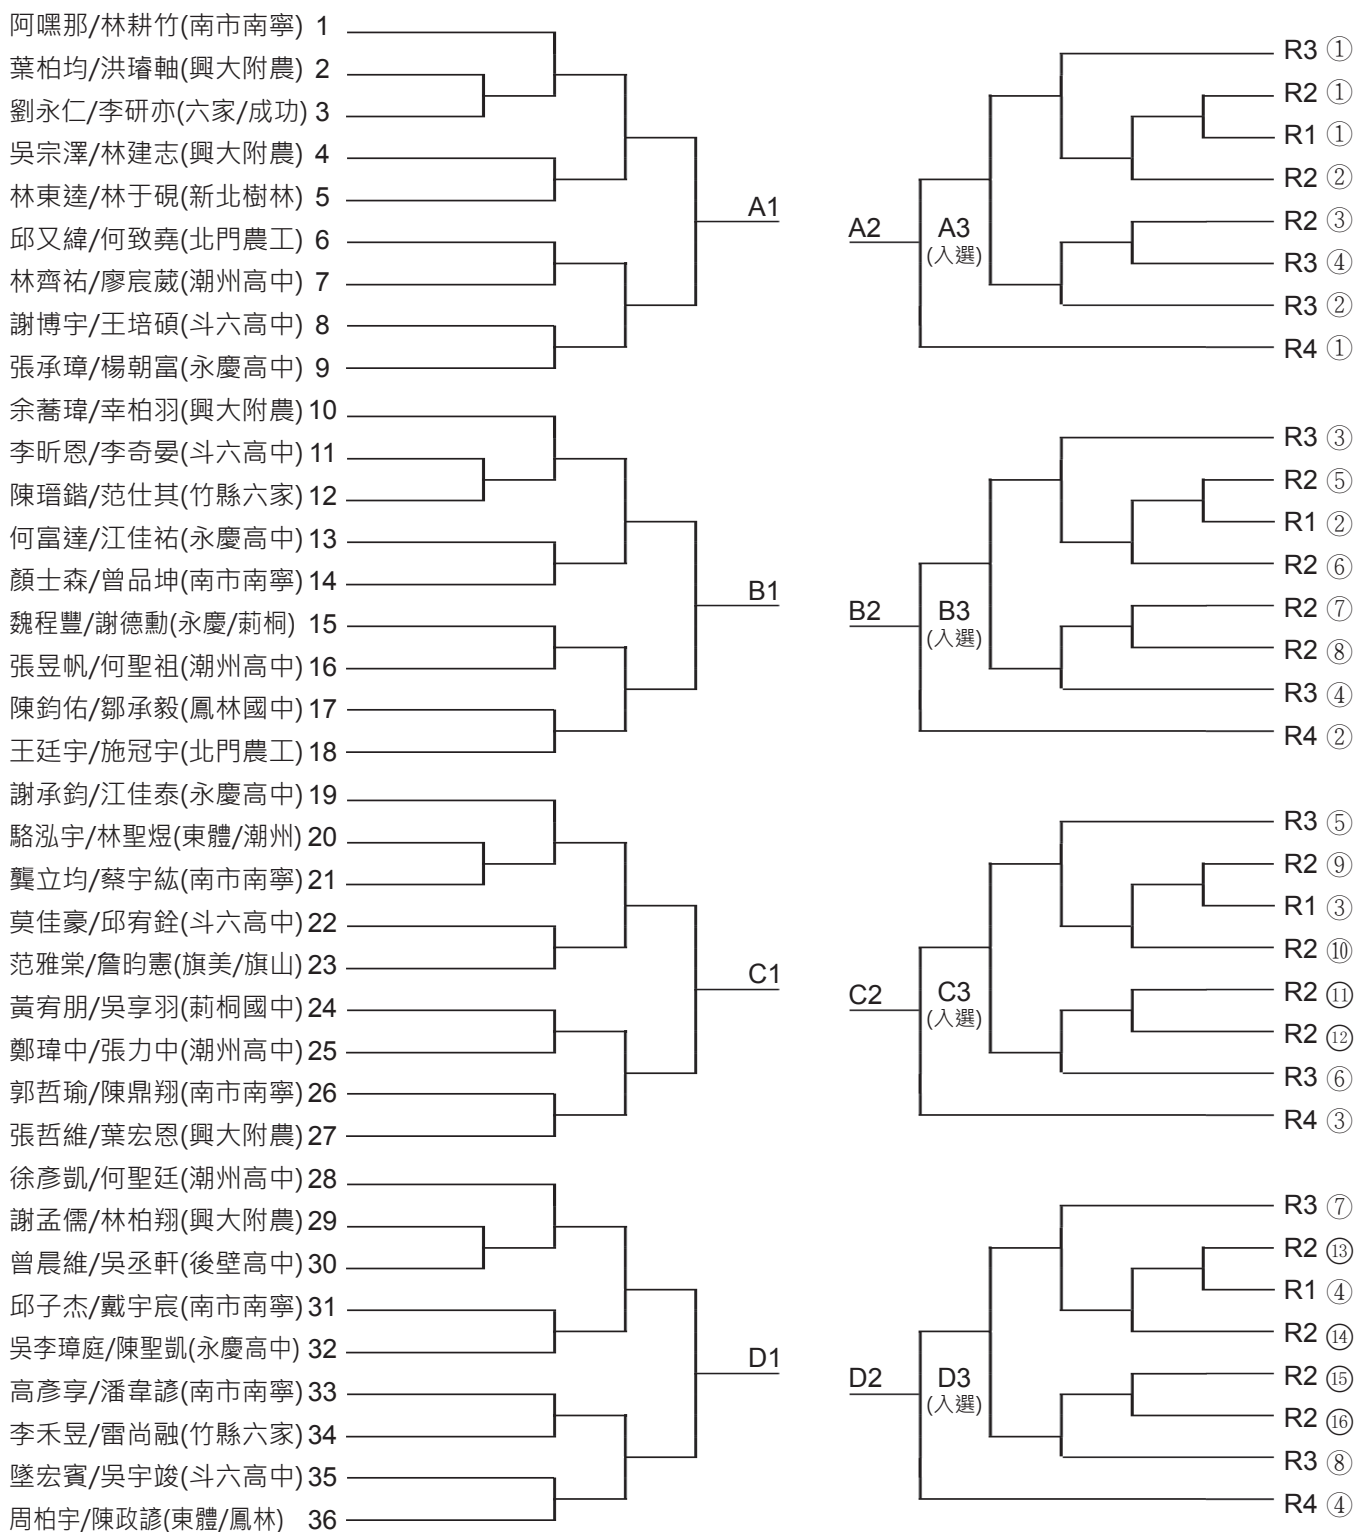 阿嘿那/林耕竹(南市南寧) 1
葉柏均/洪璿軸(興大附農) 2
劉永仁/李研亦(六家/成功) 3
吳宗澤/林建志(興大附農) 4
林東逵/林于硯(新北樹林) 5
邱又緯/何致堯(北門農工) 6
林齊祐/廖宸葳(潮州高中) 7
謝博宇/王培碩(斗六高中) 8
張承璋/楊朝富(永慶高中) 9
A1
余蕎瑋/幸柏羽(興大附農) 10
李昕恩/李奇晏(斗六高中) 11
陳瑨鍇/范仕其(竹縣六家) 12
何富達/江佳祐(永慶高中) 13
顏士森/曾品坤(南市南寧) 14
魏程豐/謝德勳(永慶/莿桐) 15
張昱帆/何聖祖(潮州高中) 16
陳鈞佑/鄒承毅(鳳林國中) 17
王廷宇/施冠宇(北門農工) 18
B1
謝承鈞/江佳泰(永慶高中) 19
駱泓宇/林聖煜(東體/潮州) 20
龔立均/蔡宇紘(南市南寧) 21
莫佳豪/邱宥銓(斗六高中) 22
范雅棠/詹昀憲(旗美/旗山) 23
黃宥朋/吳享羽(莿桐國中) 24
鄭瑋中/張力中(潮州高中) 25
郭哲瑜/陳鼎翔(南市南寧) 26
張哲維/葉宏恩(興大附農) 27
C1
徐彥凱/何聖廷(潮州高中) 28
謝孟儒/林柏翔(興大附農) 29
曾晨維/吳丞軒(後壁高中) 30
邱子杰/戴宇宸(南市南寧) 31
吳李璋庭/陳聖凱(永慶高中) 32
高彥享/潘韋諺(南市南寧) 33
李禾昱/雷尚融(竹縣六家) 34
墜宏賓/吳宇竣(斗六高中) 35
周柏宇/陳政諺(東體/鳳林) 36
D1
R3 ①
R2 ①
R1 ①
R2 ②
R2 ③
R3 ④
R3 ②
R4 ①
A2
A3
(入選)
R3 ③
R2 ⑤
R1 ②
R2 ⑥
R2 ⑦
R2 ⑧
R3 ④
R4 ②
B2
B3
(入選)
R3 ⑤
R2 ⑨
R1 ③
R2 ⑩
R2 ⑪
R2 ⑫
R3 ⑥
R4 ③
C2
C3
(入選)
R3 ⑦
R2 ⑬
R1 ④
R2 ⑭
R2 ⑮
R2 ⑯
R3 ⑧
R4 ④
D2
D3
(入選)